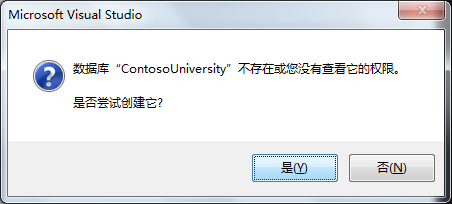 Microsoft Visual Studio
数据库“ContosoUniversity”不存在或您没有查看它的权限。
是否尝试创建它?
是(Y)
否(N)